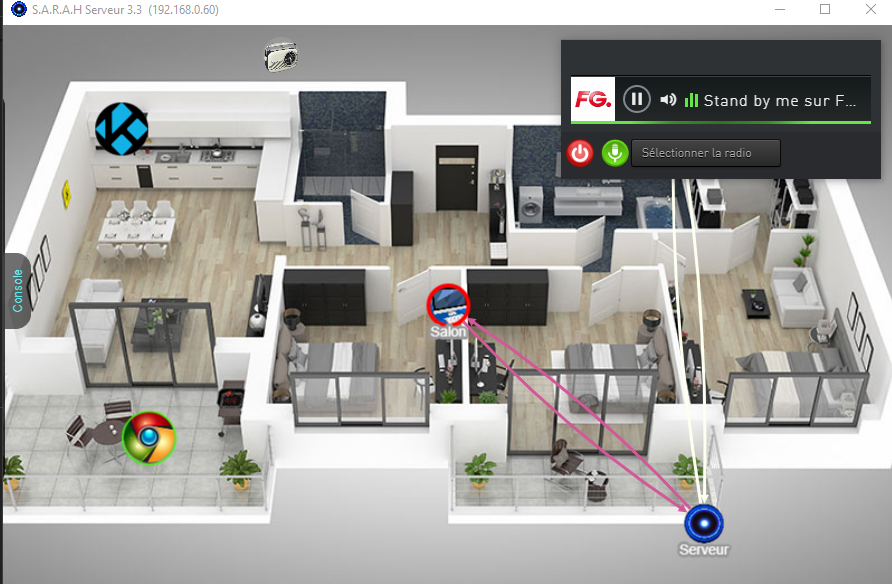 S.A.R.A.H Serveur 3.3 (192.168.0.60)
FG.
Stand by me sur F...
Sélectionner la radio
Console
Salon
Serveur